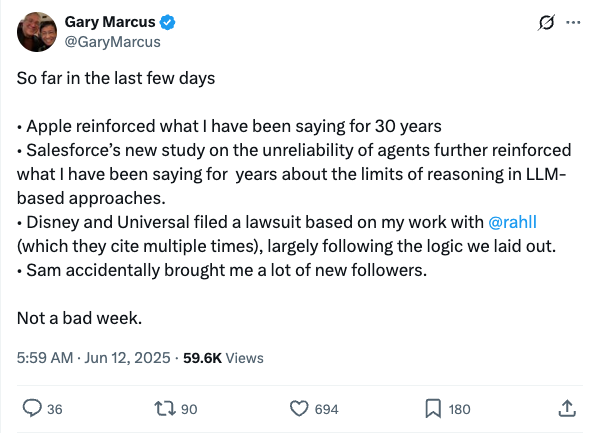 Gary Marcus
@GaryMarcus
So far in the last few days
• Apple reinforced what I have been saying for 30 years
• Salesforce’s new study on the unreliability of agents further reinforced
what I have been saying for  years about the limits of reasoning in LLM-
based approaches.
• Disney and Universal filed a lawsuit based on my work with @rahll
(which they cite multiple times), largely following the logic we laid out.
• Sam accidentally brought me a lot of new followers.
Not a bad week.
5:59 AM · Jun 12, 2025 · 59.6K Views
36 90 694 180